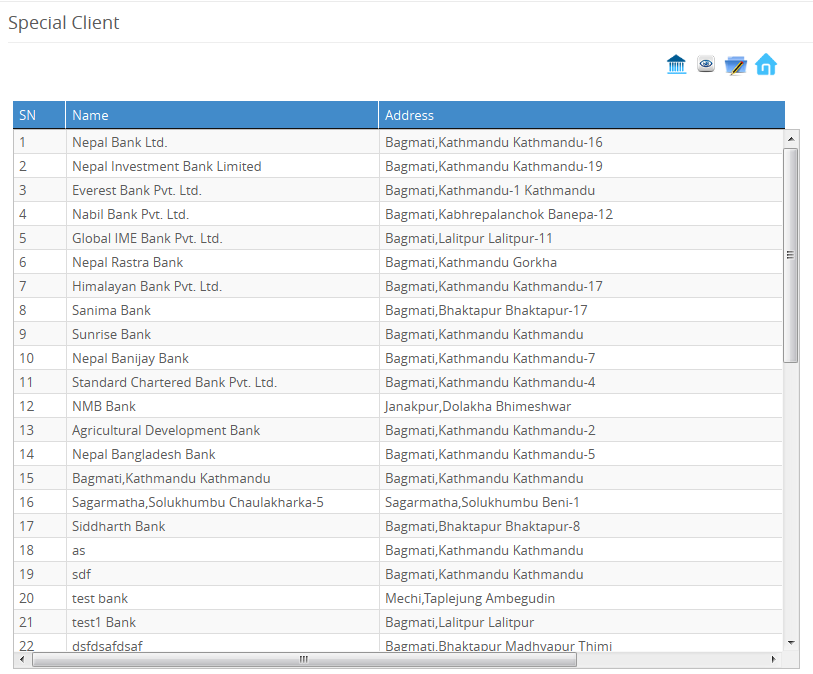 Special Client
SN Name Address
1 Nepal Bank Ltd. Bagmati,Kathmandu Kathmandu-16
2 Nepal Investment Bank Limited Bagmati,Kathmandu Kathmandu-19
3 Everest Bank Pvt. Ltd. Bagmati,Kathmandu-1 Kathmandu
4 Nabil Bank Pvt. Ltd. Bagmati,Kabhrepalanchok Banepa-12
5 Global IME Bank Pvt. Ltd. Bagmati,Lalitpur Lalitpur-11
6 Nepal Rastra Bank Bagmati,Kathmandu Gorkha
7 Himalayan Bank Pvt. Ltd. Bagmati,Kathmandu Kathmandu-17
8 Sanima Bank Bagmati,Bhaktapur Bhaktapur-17
9 Sunrise Bank Bagmati,Kathmandu Kathmandu
10 Nepal Banijay Bank Bagmati,Kathmandu Kathmandu-7
11 Standard Chartered Bank Pvt. Ltd. Bagmati,Kathmandu Kathmandu-4
12 NMB Bank Janakpur,Dolakha Bhimeshwar
13 Agricultural Development Bank Bagmati,Kathmandu Kathmandu-2
14 Nepal Bangladesh Bank Bagmati,Kathmandu Kathmandu-5
15 Bagmati,Kathmandu Kathmandu Bagmati,Kathmandu Kathmandu
16 Sagarmatha,Solukhumbu Chaulakharka-5 Sagarmatha,Solukhumbu Beni-1
17 Siddharth Bank Bagmati,Bhaktapur Bhaktapur-8
18 as Bagmati,Kathmandu Kathmandu
19 sdf Bagmati,Kathmandu Kathmandu
20 test bank Mechi,Taplejung Ambegudin
21 test1 Bank Bagmati,Lalitpur Lalitpur
22 dsfdsafdsaf Bagmati,Bhaktapur Madhyapur Thimi